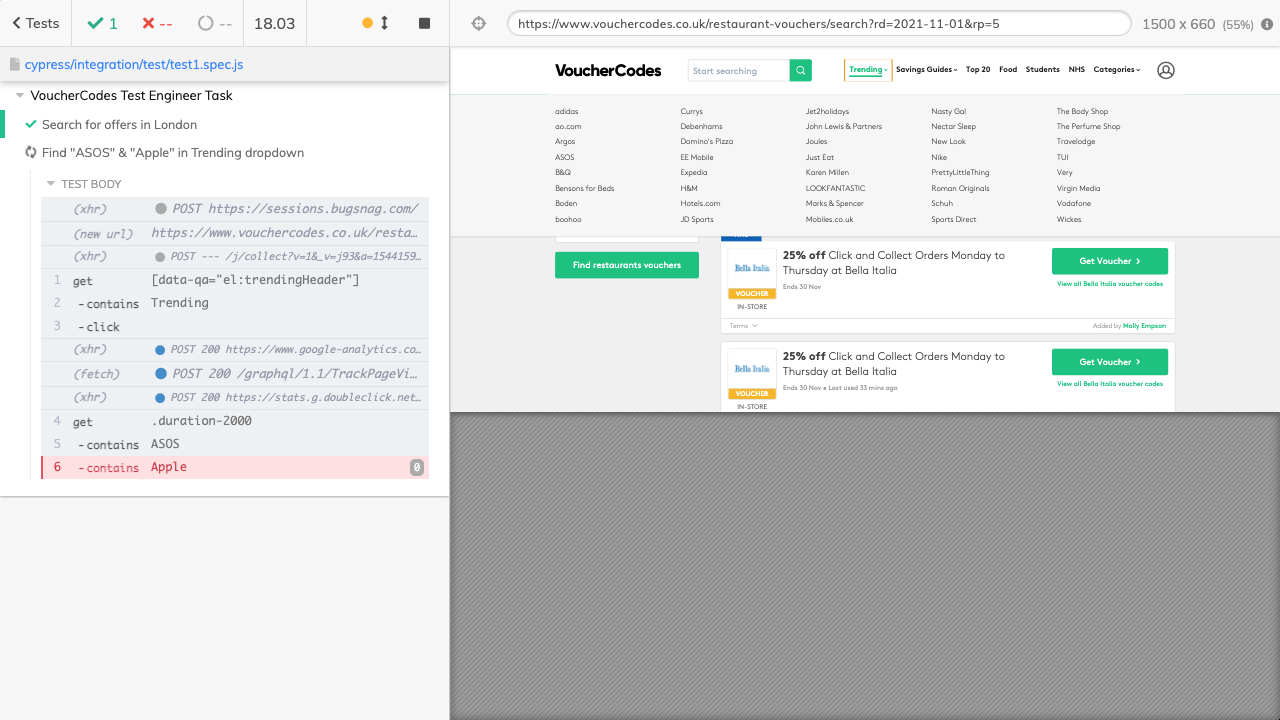 Tests
1
--
--
18.03
https://www.vouchercodes.co.uk/restaurant-vouchers/search?rd=2021-11-01&rp=5
1500 x 660 (55%)
cypress/integration/test/test1.spec.js
VoucherCodes Test Engineer Task
Search for offers in London
Find "ASOS" & "Apple" in Trending dropdown
TEST BODY
(xhr) POST https://sessions.bugsnag.com/
(new url) https://www.vouchercodes.co.uk/resta...
(xhr) POST --- /j/collect?v=1&_v=j93&a=1544159...
1 get [data-qa="el:trendingHeader"]
2 -contains Trending
3 -click
(xhr) POST 200 https://www.google-analytics.co...
(fetch) POST 200 /graphql/1.1/TrackPageVi...
(xhr) POST 200 https://stats.g.doubleclick.net...
4 get .duration-2000
5 -contains ASOS
6 -contains Apple 0
VoucherCodes
Start searching
Trending Savings Guides Top 20 Food Students NHS Categories
adidas Currys Jet2holidays Nasty Gal The Body Shop
ao.com Debenhams John Lewis & Partners Nectar Sleep The Perfume Shop
Argos Domino's Pizza Joules New Look Travelodge
ASOS EE Mobile Just Eat Nike TUI
B&Q Expedia Karen Millen PrettyLittleThing Very
Bensons for Beds H&M LOOKFANTASTIC Roman Originals Virgin Media
Boden Hotels.com Marks & Spencer Schuh Vodafone
boohoo JD Sports Mobiles.co.uk Sports Direct Wickes
Find restaurants vouchers
Bella Italia
VOUCHER
IN-STORE
25% off Click and Collect Orders Monday to
Thursday at Bella Italia
Ends 30 Nov
Get Voucher
View all Bella Italia voucher codes
Terms
Added by Molly Empson
Bella Italia
VOUCHER
IN-STORE
25% off Click and Collect Orders Monday to
Thursday at Bella Italia
Ends 30 Nov • Last used 33 mins ago
Get Voucher
View all Bella Italia voucher codes